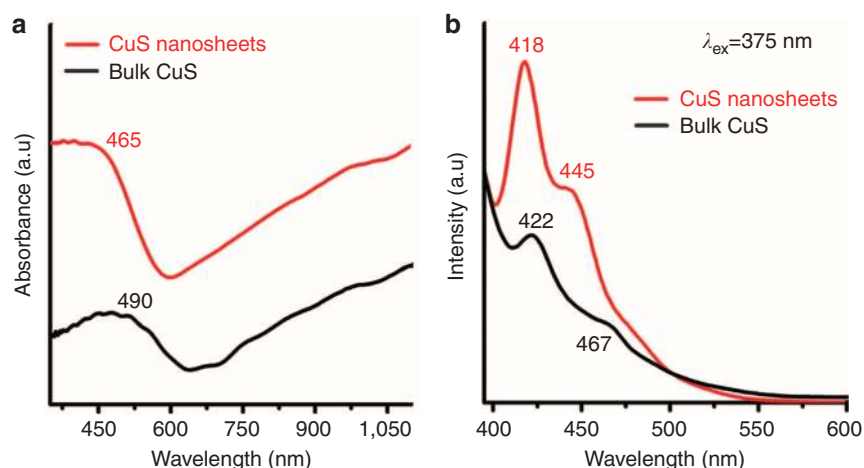 a
CuS nanosheets
Bulk CuS
465
490
Absorbance (a.u)
450 600 750 900 1,050
Wavelength (nm)
b
418
λex=375 nm
CuS nanosheets
Bulk CuS
445
422
467
Intensity (a.u)
400 450 500 550 600
Wavelength (nm)